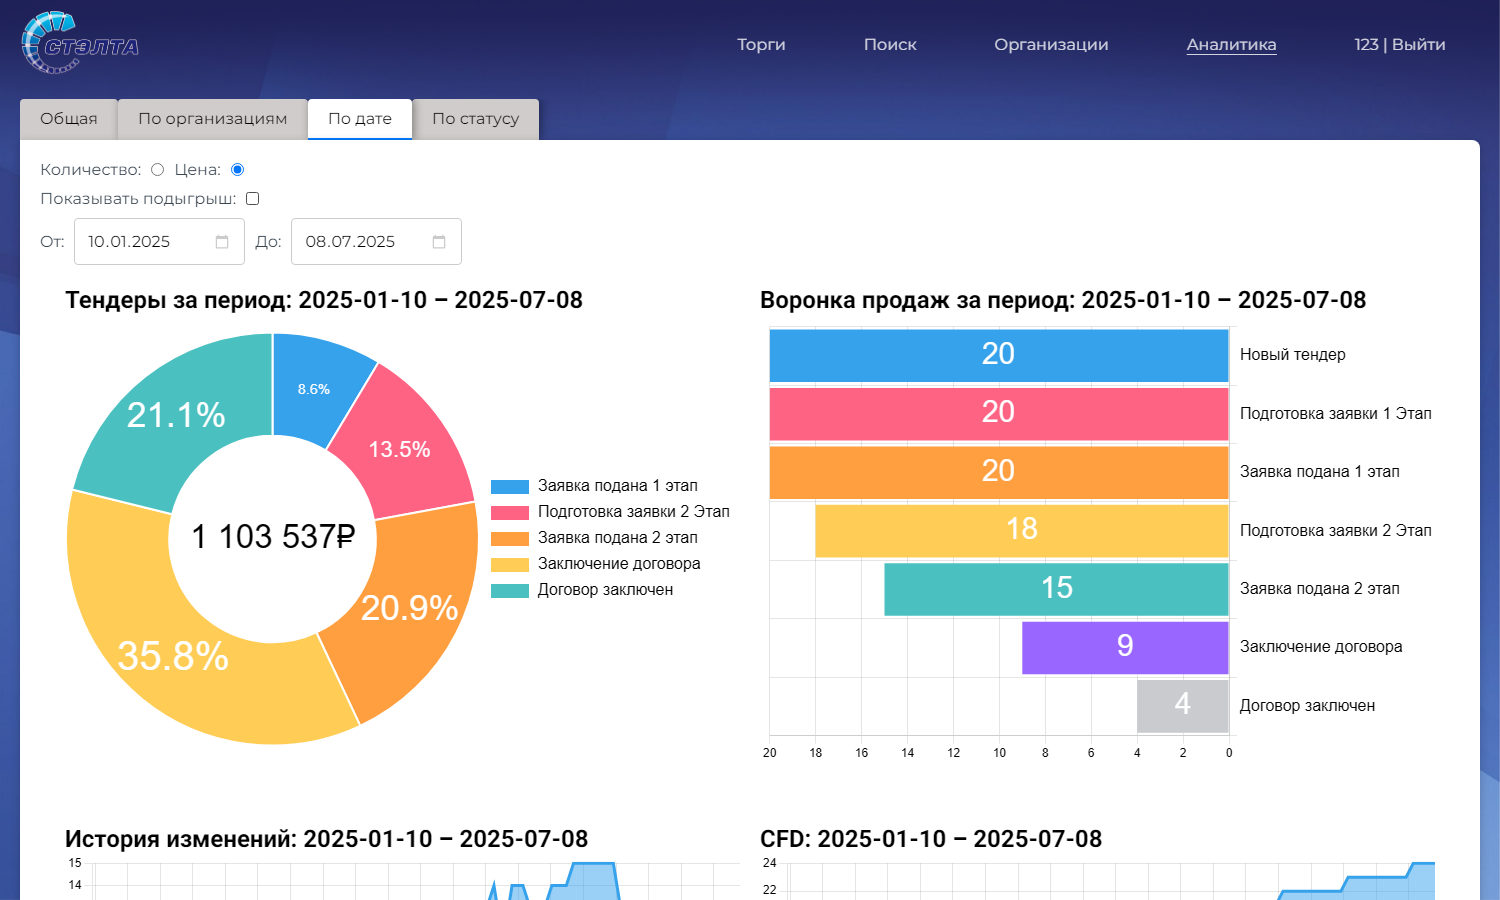 СТЭЛТА
Торги
Поиск
Организации
Аналитика
123 | Выйти
Общая
По организациям
По дате
По статусу
Количество:
Цена:
Показывать подыгрыш:
От:
10.01.2025
До:
08.07.2025
Тендеры за период: 2025-01-10 – 2025-07-08
8.6%
13.5%
20.9%
35.8%
21.1%
1 103 537₽
Заявка подана 1 этап
Подготовка заявки 2 Этап
Заявка подана 2 этап
Заключение договора
Договор заключен
Воронка продаж за период: 2025-01-10 – 2025-07-08
20 Новый тендер
20 Подготовка заявки 1 Этап
20 Заявка подана 1 этап
18 Подготовка заявки 2 Этап
15 Заявка подана 2 этап
9 Заключение договора
4 Договор заключен
20 18 16 14 12 10 8 6 4 2 0
История изменений: 2025-01-10 – 2025-07-08
15
14
CFD: 2025-01-10 – 2025-07-08
24
22